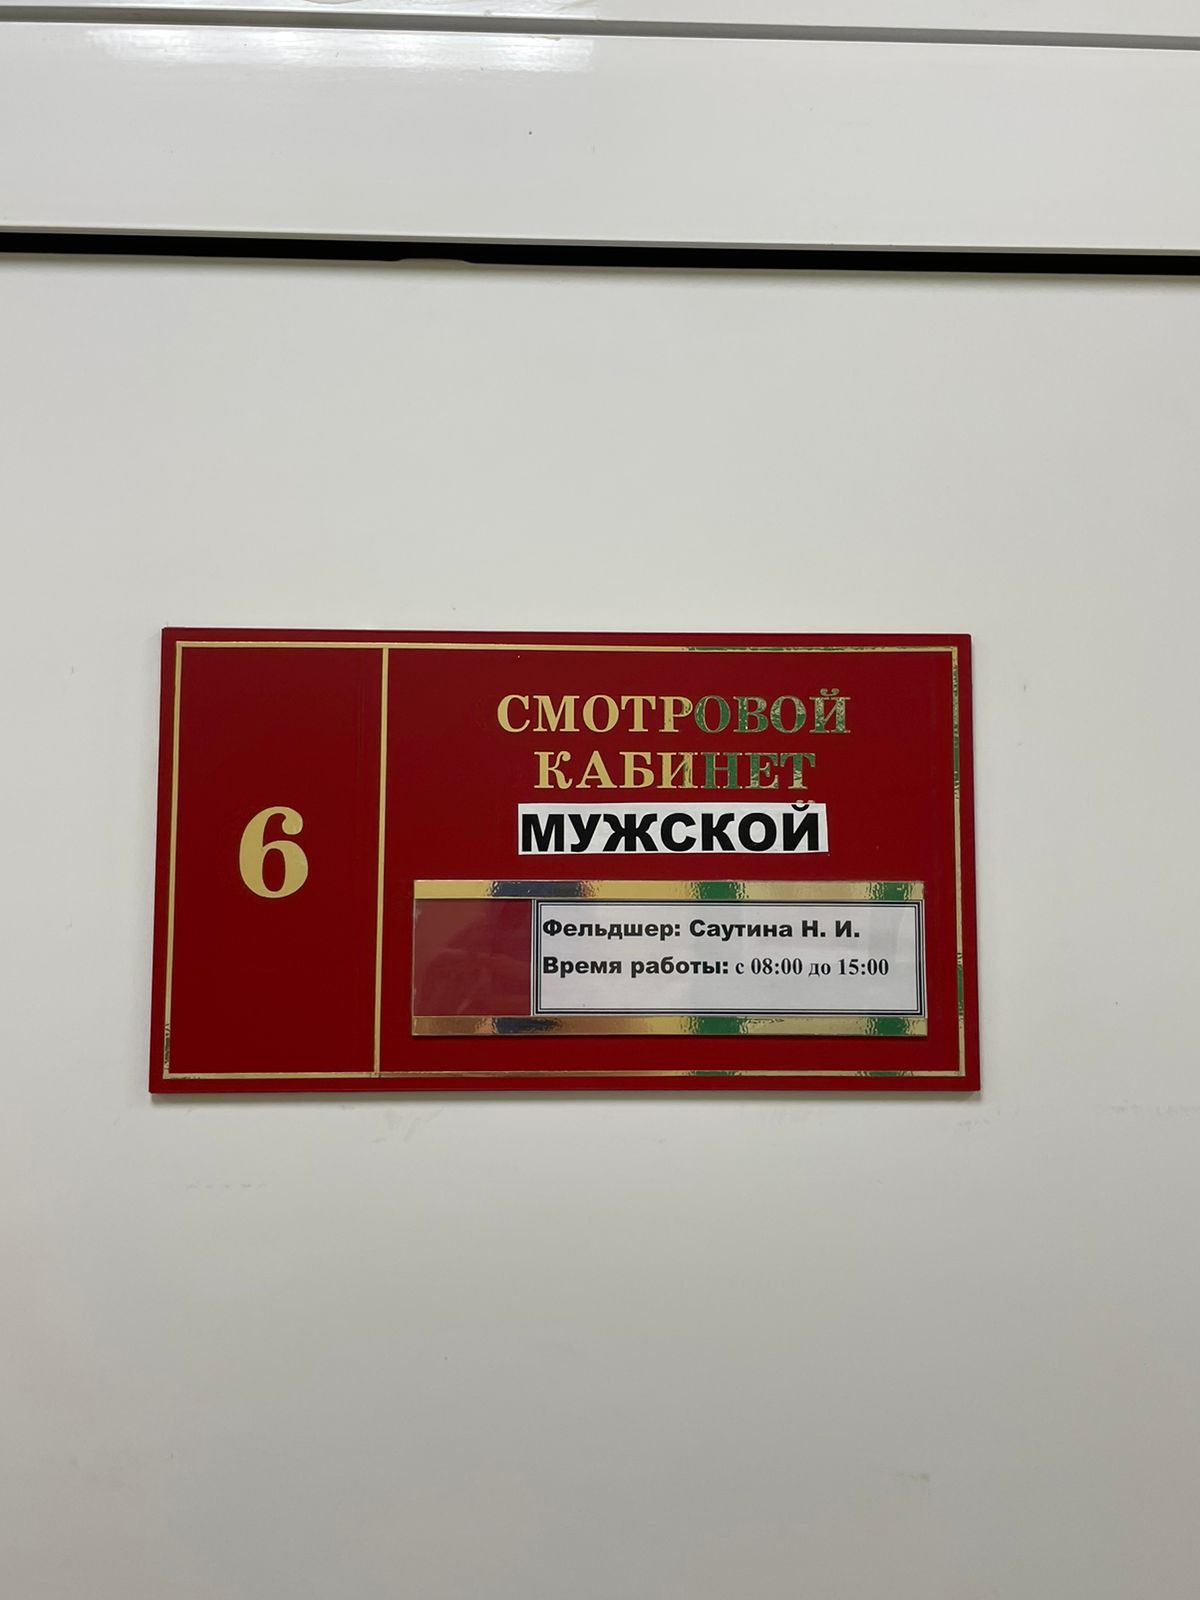 6
СМОТРОВОЙ
КАБИНЕТ
МУЖСКОЙ
Фельдшер: Саутина Н. И.
Время работы: с 08:00 до 15:00